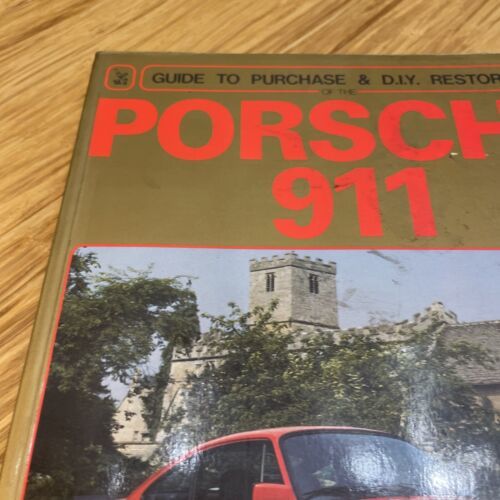 GUIDE TO PURCHASE & D.I.Y. RESTOR
OF THE
PORSCH
911